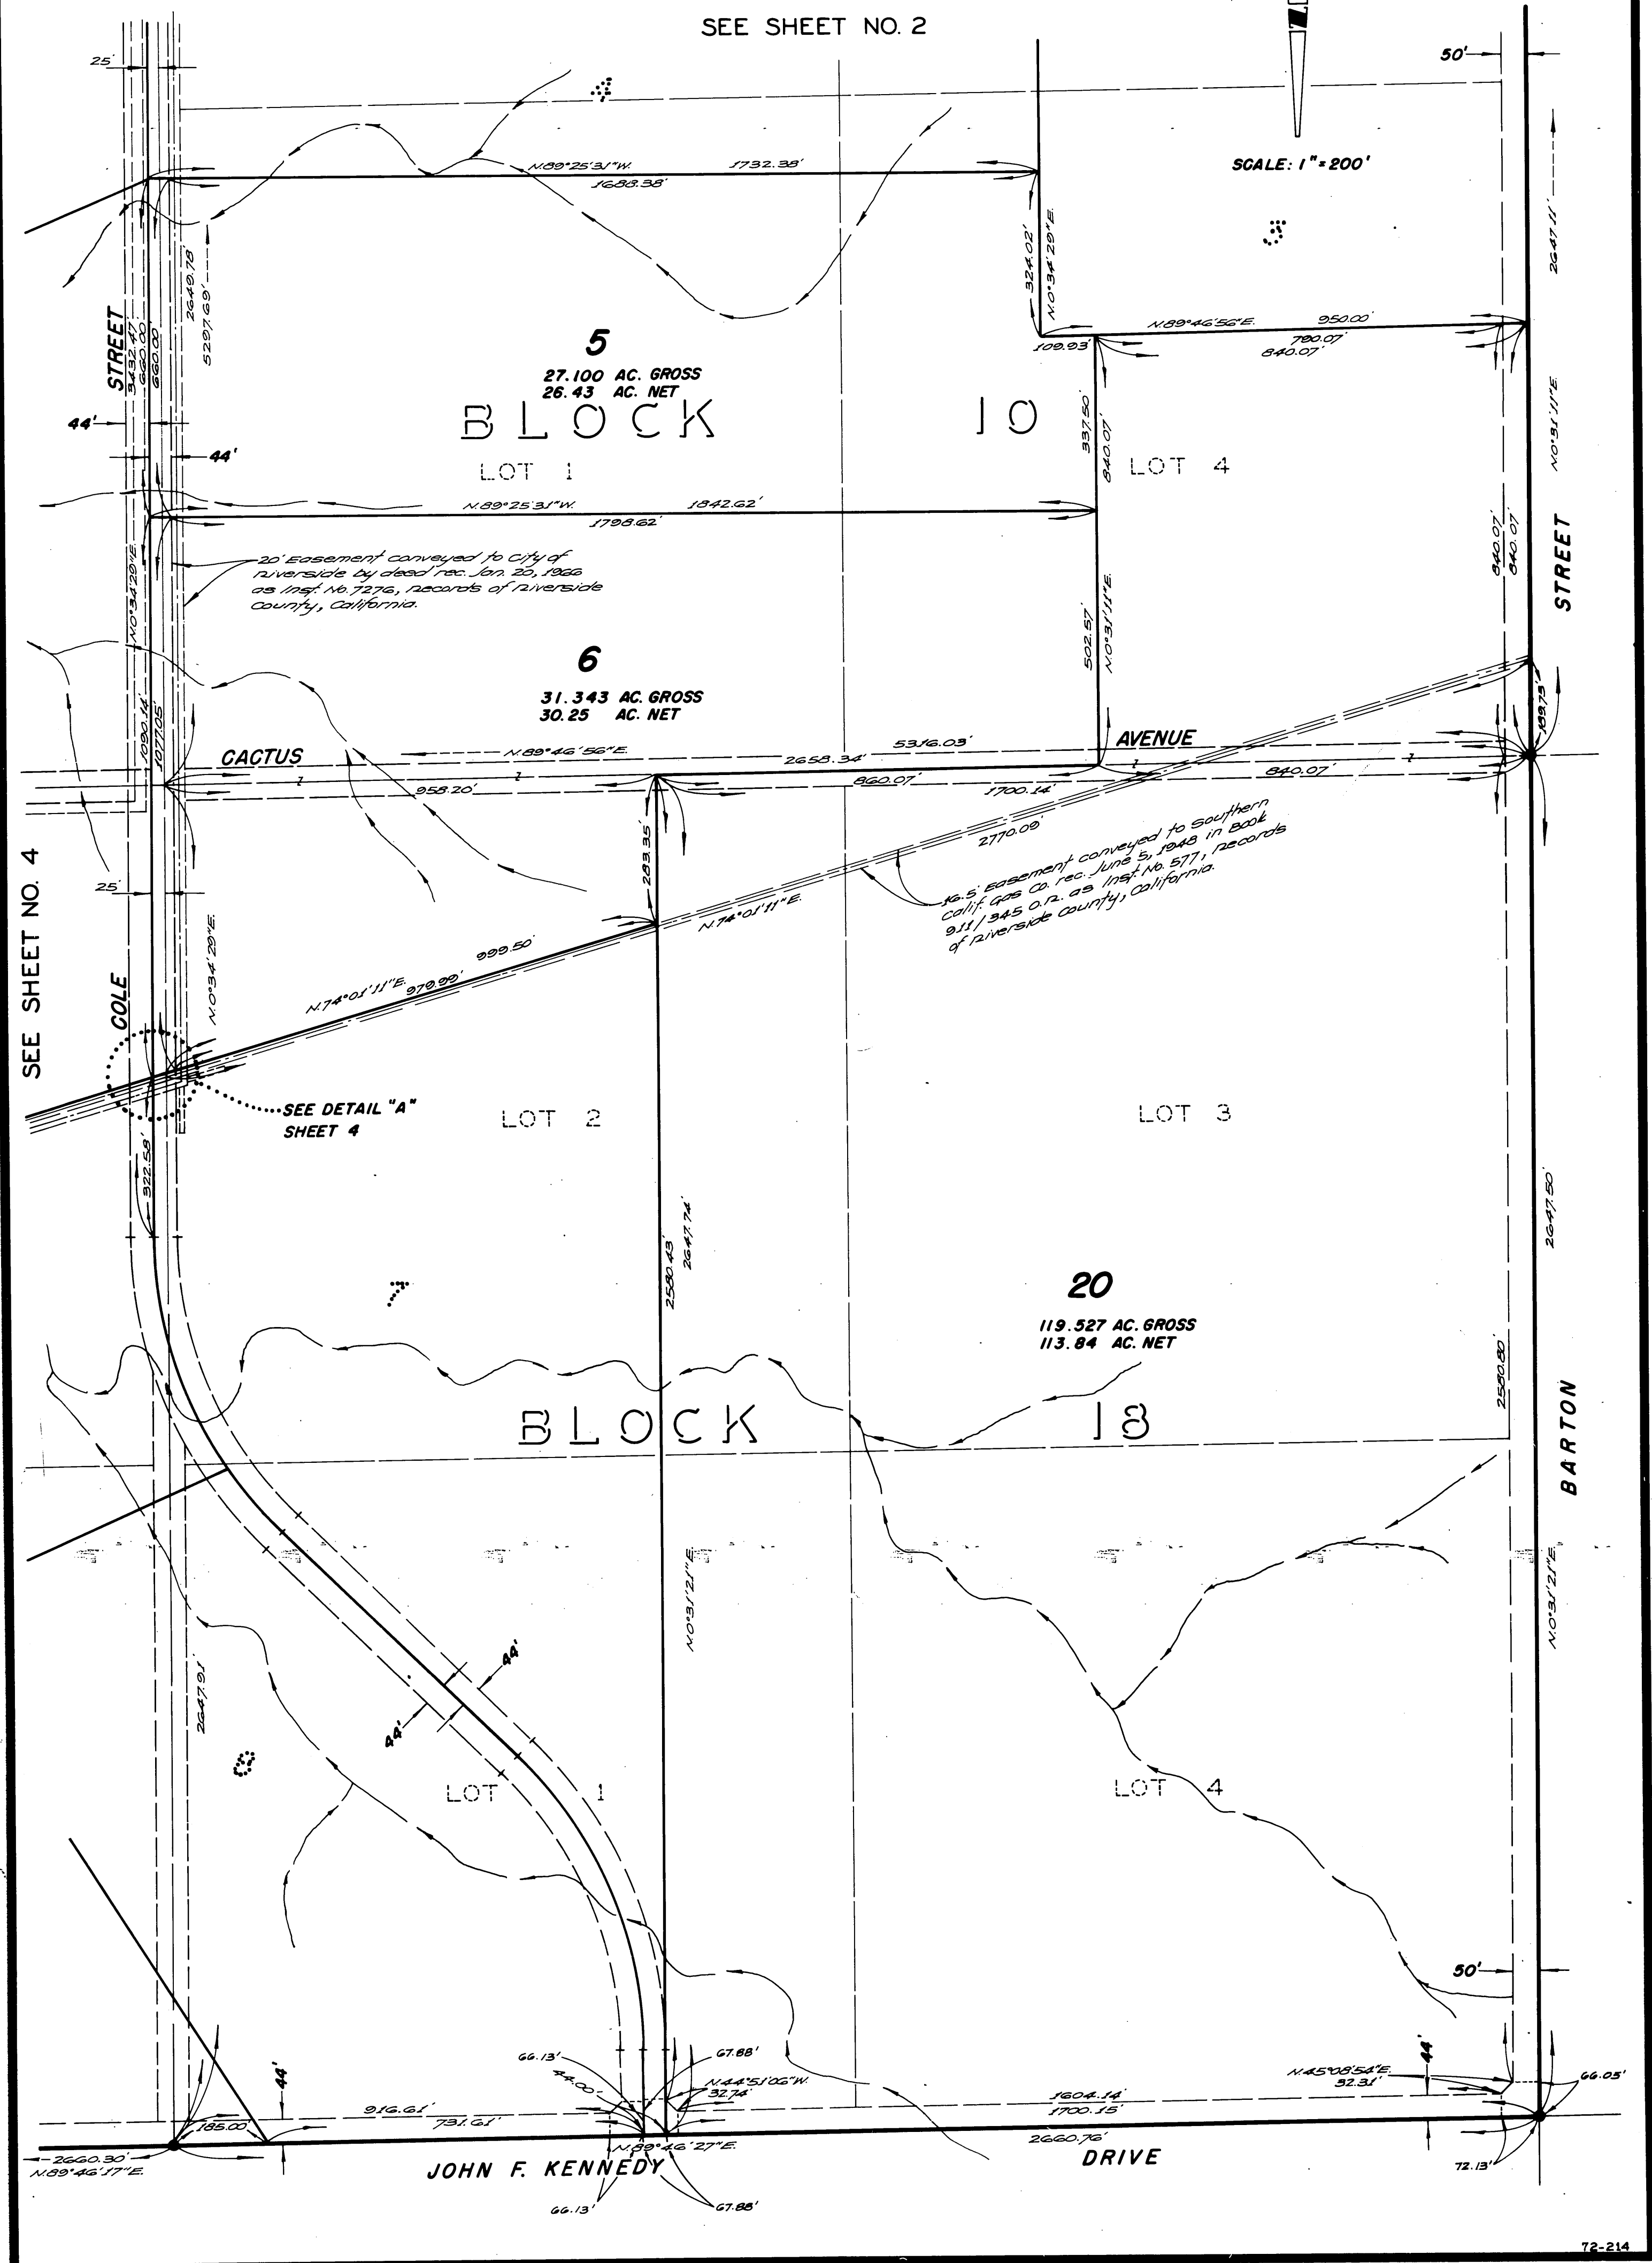 SEE SHEET NO. 2
25'
50'
4
SCALE: 1"=200'
N.89°25'31"W. 1732.38'
1688.38'
324.02'
N.0°34'29"E.
5
2647.11'
STREET
3432.47'
660.00'
660.00'
2649.78'
5297.69'
N.89°46'56"E. 950.00'
109.93'
790.07'
840.07'
5
27.100 AC. GROSS
26.43 AC. NET
BLOCK 10
44'
44'
LOT 1
337.50'
840.07'
LOT 4
N.0°31'11"E.
N.89°25'31"W. 1842.62'
1798.62'
20' Easement conveyed to City of
Riverside by deed rec. Jan. 20, 1966
as Inst. No. 7276, records of Riverside
County, California.
N.0°34'29"E.
840.07'
840.07'
STREET
502.57'
N.0°31'11"E.
6
31.343 AC. GROSS
30.25 AC. NET
1090.14'
1077.05'
189.75'
CACTUS
N.89°46'56"E.
5316.03'
AVENUE
2658.34'
958.20'
860.07'
840.07'
1700.14'
283.35'
2770.09'
16.5' Easement conveyed to Southern
Calif. Gas Co. rec. June 5, 1948 in Book
911/345 O.R. as Inst. No. 577, records
of Riverside County, California.
N.74°01'11"E.
SEE SHEET NO. 4
25'
N.0°34'29"E.
COLE
999.50'
N.74°01'11"E. 979.99'
SEE DETAIL "A"
SHEET 4
LOT 2
LOT 3
322.58'
2580.43'
2647.74'
2647.50'
7
20
119.527 AC. GROSS
113.84 AC. NET
2580.80'
BLOCK 18
BARTON
N.0°31'21"E.
N.0°31'21"E.
44'
44'
2647.91'
8
LOT 1
LOT 4
50'
66.13'
67.88'
44'
44.00'
N.44°51'06"W.
32.74'
N.45°08'54"E.
32.31'
44'
66.05'
916.61'
1604.14'
185.00'
731.61'
1700.15'
2660.30'
N.89°46'17"E.
N.89°46'27"E.
2660.76'
JOHN F. KENNEDY DRIVE
72.13'
66.13'
67.88'
72-214